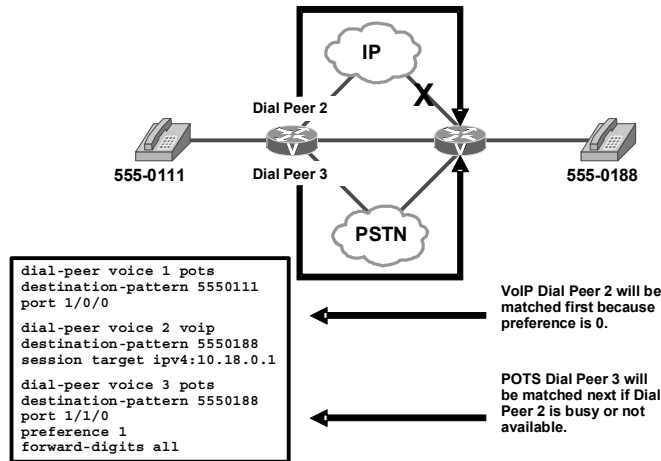 IP
X
Dial Peer 2
V
Dial Peer 3
555-0111
555-0188
PSTN
dial-peer voice 1 pots
destination-pattern 5550111
port 1/0/0
dial-peer voice 2 voip
destination-pattern 5550188
session target ipv4:10.18.0.1
dial-peer voice 3 pots
destination-pattern 5550188
port 1/1/0
preference 1
forward-digits all
VoIP Dial Peer 2 will be
matched first because
preference is 0.
POTS Dial Peer 3 will
be matched next if Dial
Peer 2 is busy or not
available.